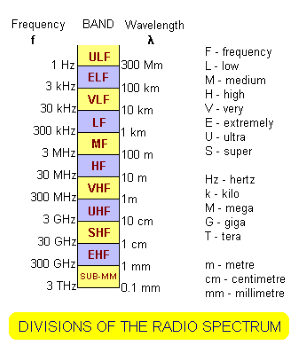 Frequency BAND Wavelength
f λ
ULF
1 Hz 300 Mm
ELF
3 kHz 100 km
VLF
30 kHz 10 km
LF
300 kHz 1 km
MF
3 MHz 100 m
HF
30 MHz 10 m
VHF
300 MHz 1m
UHF
3 GHz 10 cm
SHF
30 GHz 1 cm
EHF
300 GHz 1 mm
SUB-MM
3 THz 0.1 mm
F - frequency
L - low
M - medium
H - high
V - very
E - extremely
U - ultra
S - super
Hz - hertz
k - kilo
M - mega
G - giga
T - tera
m - metre
cm - centimetre
mm - millimetre
DIVISIONS OF THE RADIO SPECTRUM